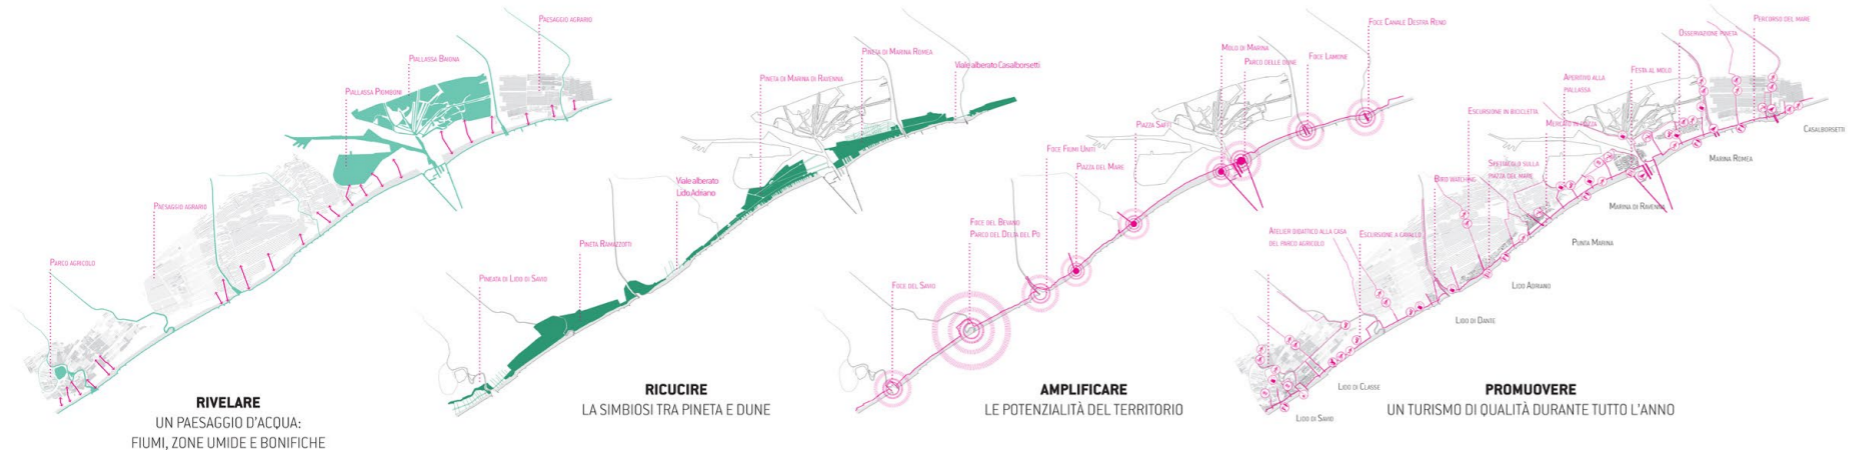 Paesaggio agrario
Piallassa Baiona
Piallassa Piomboni
Paesaggio agrario
Parco agricolo
RIVELARE
UN PAESAGGIO D'ACQUA:
FIUMI, ZONE UMIDE E BONIFICHE
Viale alberato Casalborsetti
Pineta di Marina Romea
Pineta di Marina di Ravenna
Viale alberato
Lido Adriano
Pineta Ramazzotti
Pineata di Lido di Savio
RICUCIRE
LA SIMBIOSI TRA PINETA E DUNE
Foce Canale Destra Reno
Molo di Marina
Foce Lamone
Parco delle dune
Piazza Saffi
Foce Fiumi Uniti
Piazza del Mare
Foce del Bevano
Parco del Delta del Po
Foce del Savio
AMPLIFICARE
LE POTENZIALITÀ DEL TERRITORIO
Percorso del mare
Osservazione pineta
Festa al molo
Aperitivo alla
piallassa
Escursione in bicicletta
Mercato in
Spettacolo sulla
piazza del mare
Bird watching
Atelier didattico alla casa
del parco agricolo
Escursione a cavallo
Casalborsetti
Marina Romea
Marina di Ravenna
Punta Marina
Lido Adriano
Lido di Dante
Lido di Classe
Lido di Savio
PROMUOVERE
UN TURISMO DI QUALITÀ DURANTE TUTTO L'ANNO